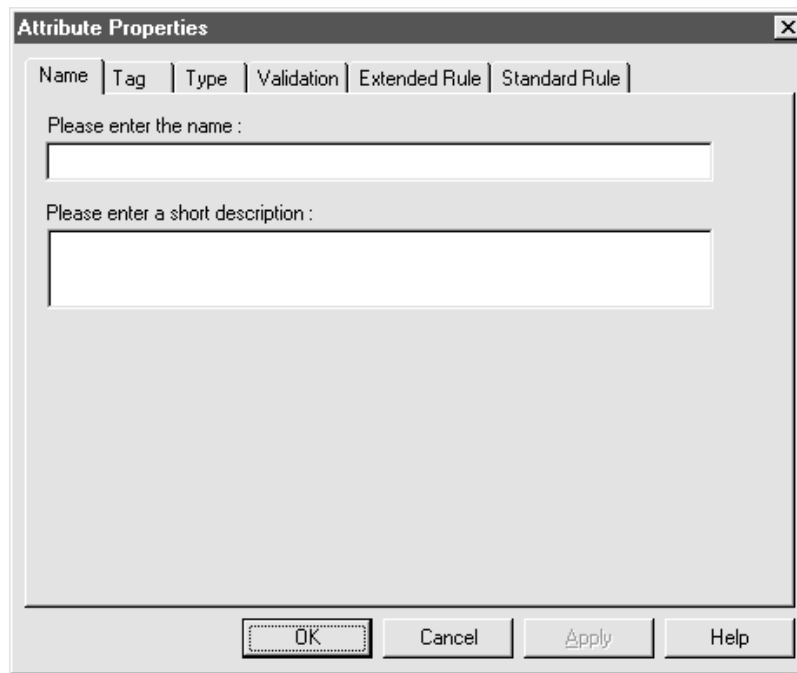 Attribute Properties
Name Tag Type Validation Extended Rule Standard Rule
Please enter the name :
Please enter a short description :
OK Cancel Apply Help